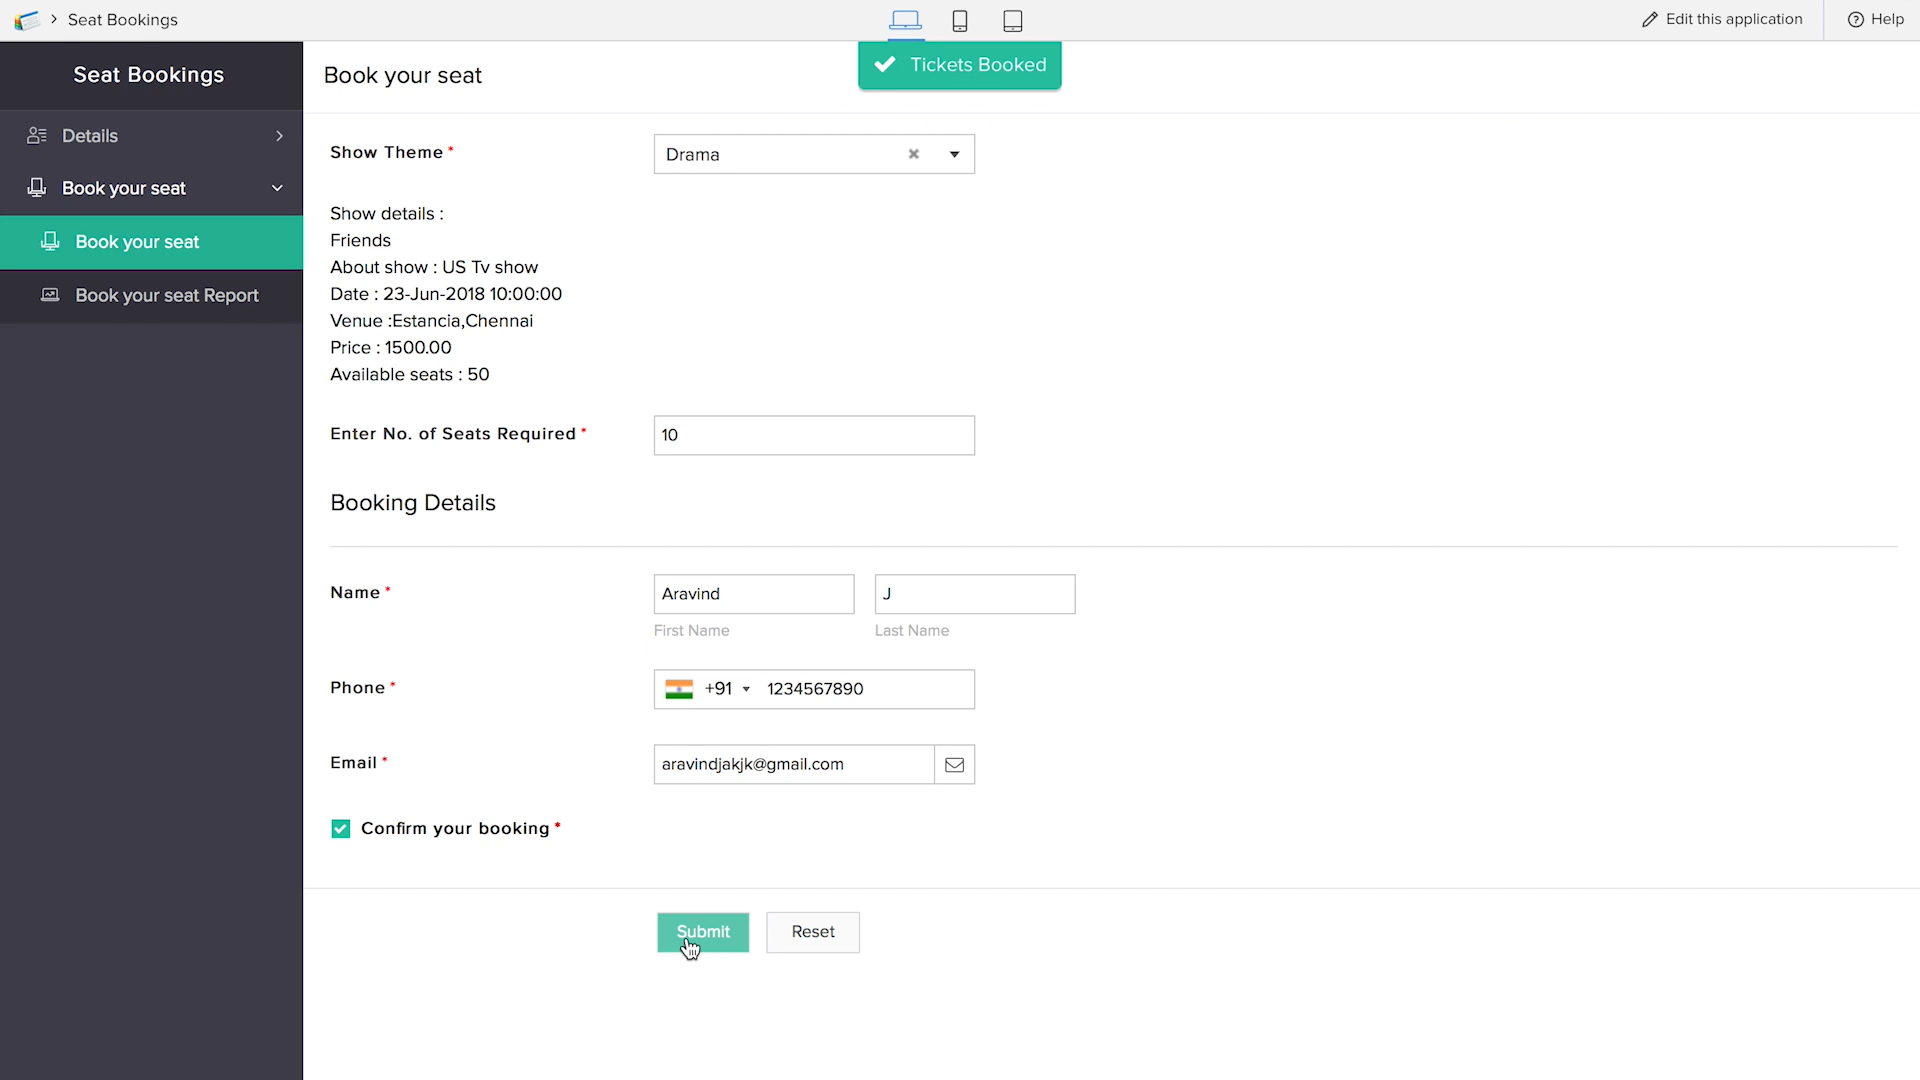 Seat Bookings
Edit this application
Help
Seat Bookings
Details
Book your seat
Book your seat
Book your seat Report
Book your seat
Tickets Booked
Show Theme *
Drama
Show details :
Friends
About show : US Tv show
Date : 23-Jun-2018 10:00:00
Venue :Estancia,Chennai
Price : 1500.00
Available seats : 50
Enter No. of Seats Required *
10
Booking Details
Name *
Aravind
J
First Name
Last Name
Phone *
+91
1234567890
Email *
aravindjakjk@gmail.com
Confirm your booking *
Submit
Reset